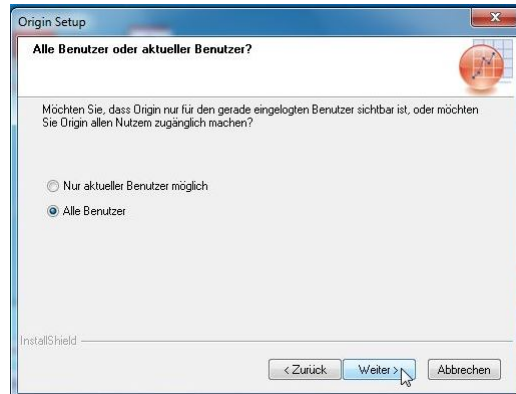 Origin Setup
Alle Benutzer oder aktueller Benutzer?
Möchten Sie, dass Origin nur für den gerade eingelogten Benutzer sichtbar ist, oder möchten
Sie Origin allen Nutzern zugänglich machen?
Nur aktueller Benutzer möglich
Alle Benutzer
InstallShield
< Zurück Weiter > Abbrechen